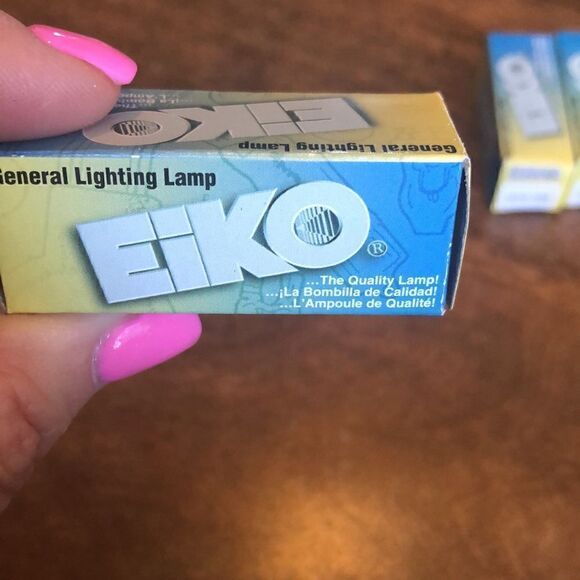 EiKO
General Lighting Lamp
General Lighting Lamp
EiKO®
...The Quality Lamp!
...¡La Bombilla de Calidad!
...L'Ampoule de Qualité!